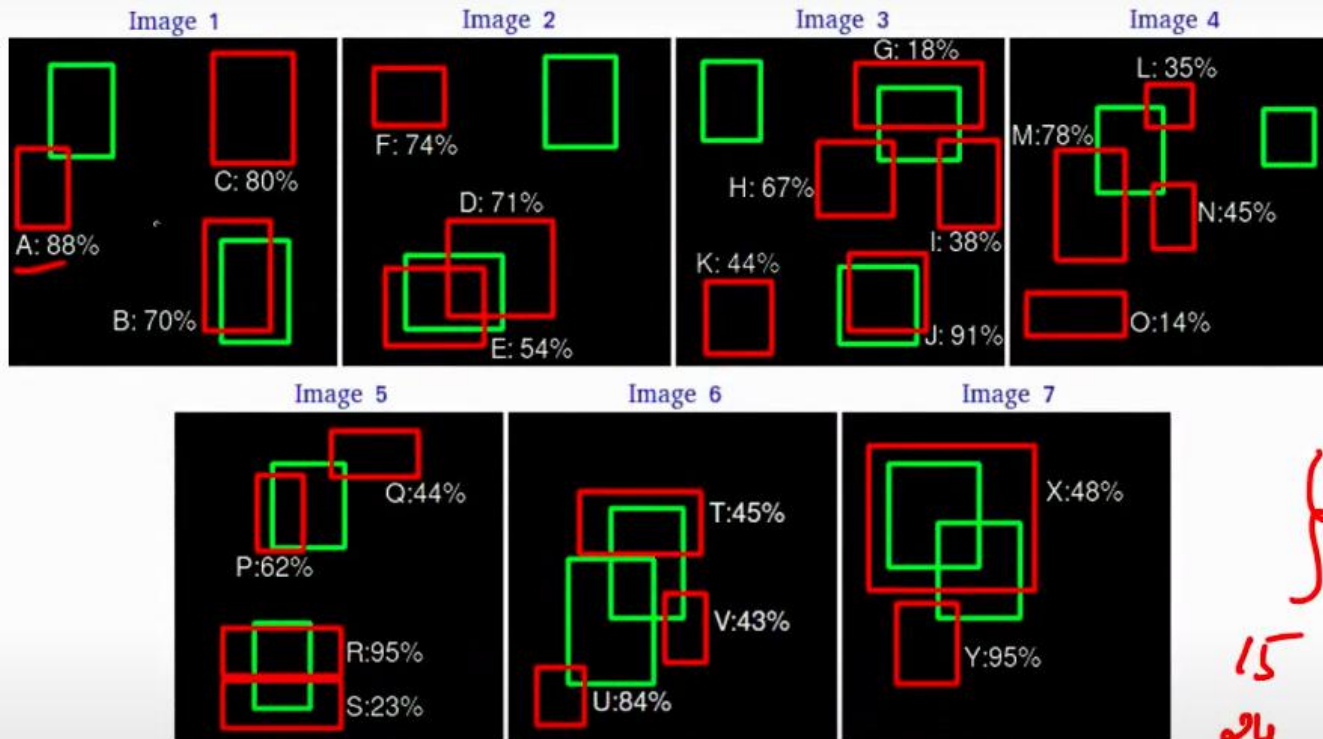 Image 1
Image 2
Image 3
Image 4
G: 18%
L: 35%
M:78%
F: 74%
C: 80%
H: 67%
D: 71%
N:45%
A: 88%
I: 38%
K: 44%
B: 70%
O:14%
J: 91%
E: 54%
Image 5
Image 6
Image 7
Q:44%
X:48%
T:45%
P:62%
V:43%
R:95%
Y:95%
15
U:84%
S:23%
24